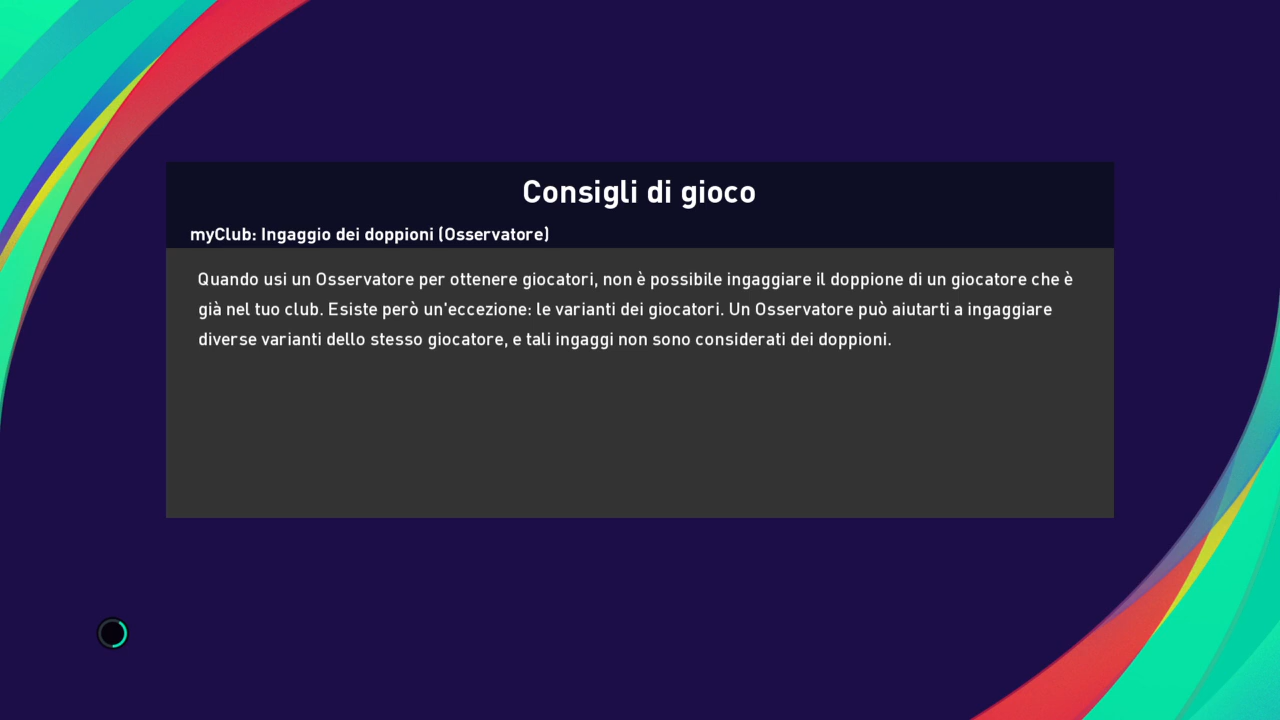 Consigli di gioco
myClub: Ingaggio dei doppioni (Osservatore)
Quando usi un Osservatore per ottenere giocatori, non è possibile ingaggiare il doppione di un giocatore che è
già nel tuo club. Esiste però un'eccezione: le varianti dei giocatori. Un Osservatore può aiutarti a ingaggiare
diverse varianti dello stesso giocatore, e tali ingaggi non sono considerati dei doppioni.